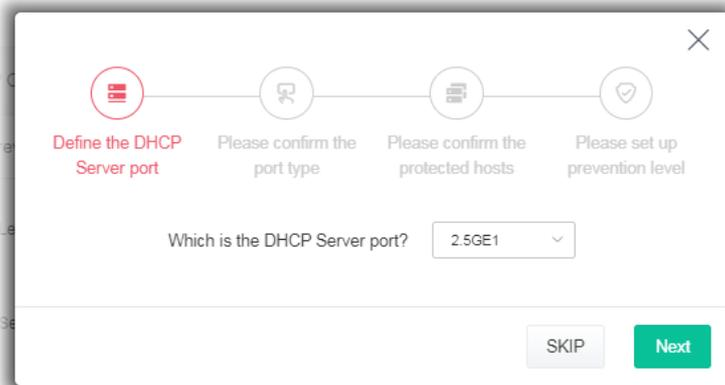 Define the DHCP
Server port
Please confirm the
port type
Please confirm the
protected hosts
Please set up
prevention level
Which is the DHCP Server port?
2.5GE1
SKIP
Next